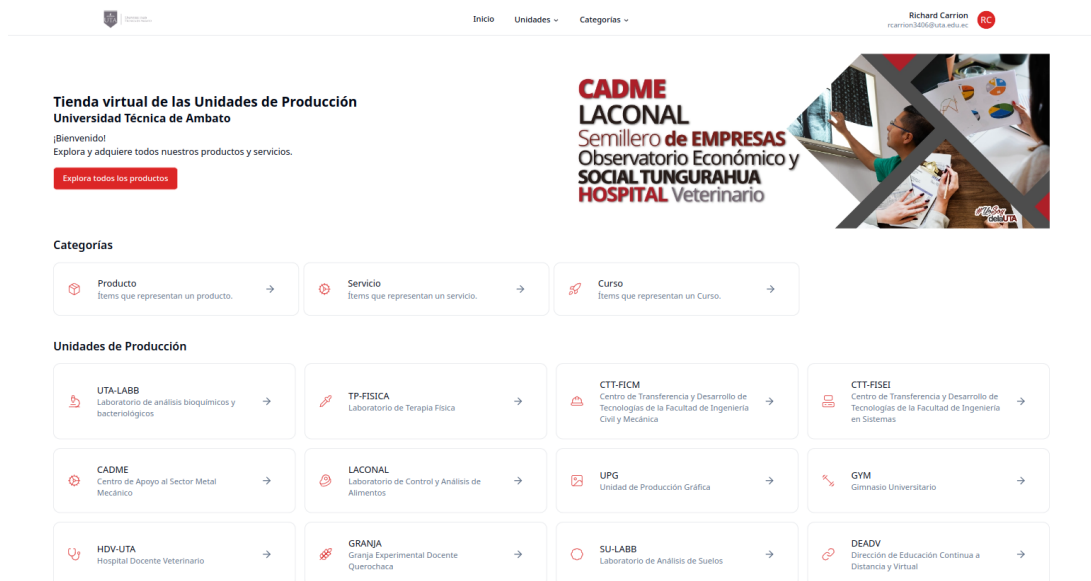 UTA
Inicio
Unidades
Categorías
Richard Carrion
rcarrion3406@uta.edu.ec
RC
Tienda virtual de las Unidades de Producción
Universidad Técnica de Ambato
¡Bienvenido!
Explora y adquiere todos nuestros productos y servicios.
Explora todos los productos
CADME
LACONAL
Semillero de EMPRESAS
Observatorio Económico y
SOCIAL TUNGURAHUA
HOSPITAL Veterinario
delaUTA
Categorías
Producto
Ítems que representan un producto.
Servicio
Ítems que representan un servicio.
Curso
Ítems que representan un Curso.
Unidades de Producción
UTA-LABB
Laboratorio de análisis bioquímicos y
bacteriológicos
TP-FISICA
Laboratorio de Terapia Física
CTT-FICM
Centro de Transferencia y Desarrollo de
Tecnologías de la Facultad de Ingeniería
Civil y Mecánica
CTT-FISEI
Centro de Transferencia y Desarrollo de
Tecnologías de la Facultad de Ingeniería
en Sistemas
CADME
Centro de Apoyo al Sector Metal
Mecánico
LACONAL
Laboratorio de Control y Análisis de
Alimentos
UPG
Unidad de Producción Gráfica
GYM
Gimnasio Universitario
HDV-UTA
Hospital Docente Veterinario
GRANJA
Granja Experimental Docente
Querochaca
SU-LABB
Laboratorio de Análisis de Suelos
DEADV
Dirección de Educación Continua a
Distancia y Virtual